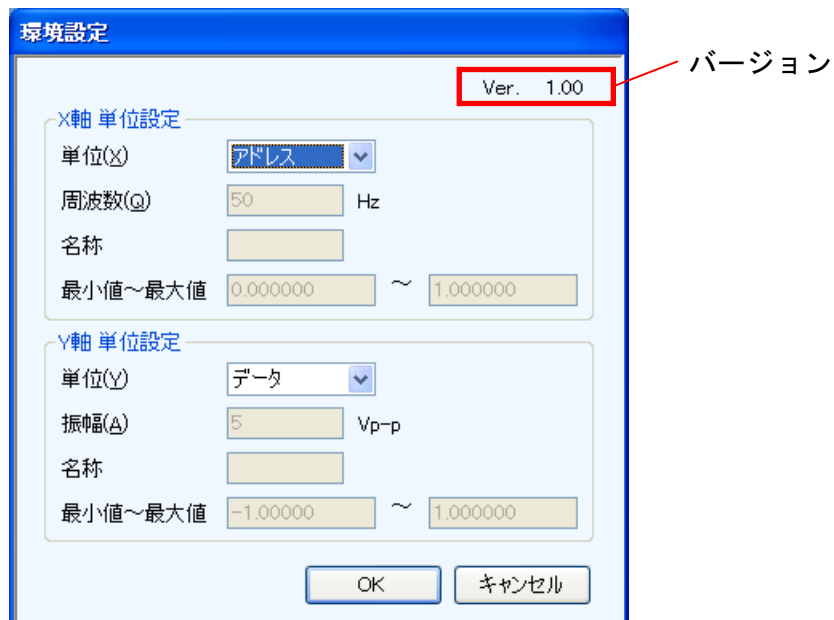 環境設定
バージョン
Ver. 1.00
X軸 単位設定
単位(X) アドレス
周波数(Q) 50 Hz
名称
最小値～最大値 0.000000 ～ 1.000000
Y軸 単位設定
単位(Y) データ
振幅(A) 5 Vp-p
名称
最小値～最大値 -1.00000 ～ 1.000000
OK キャンセル